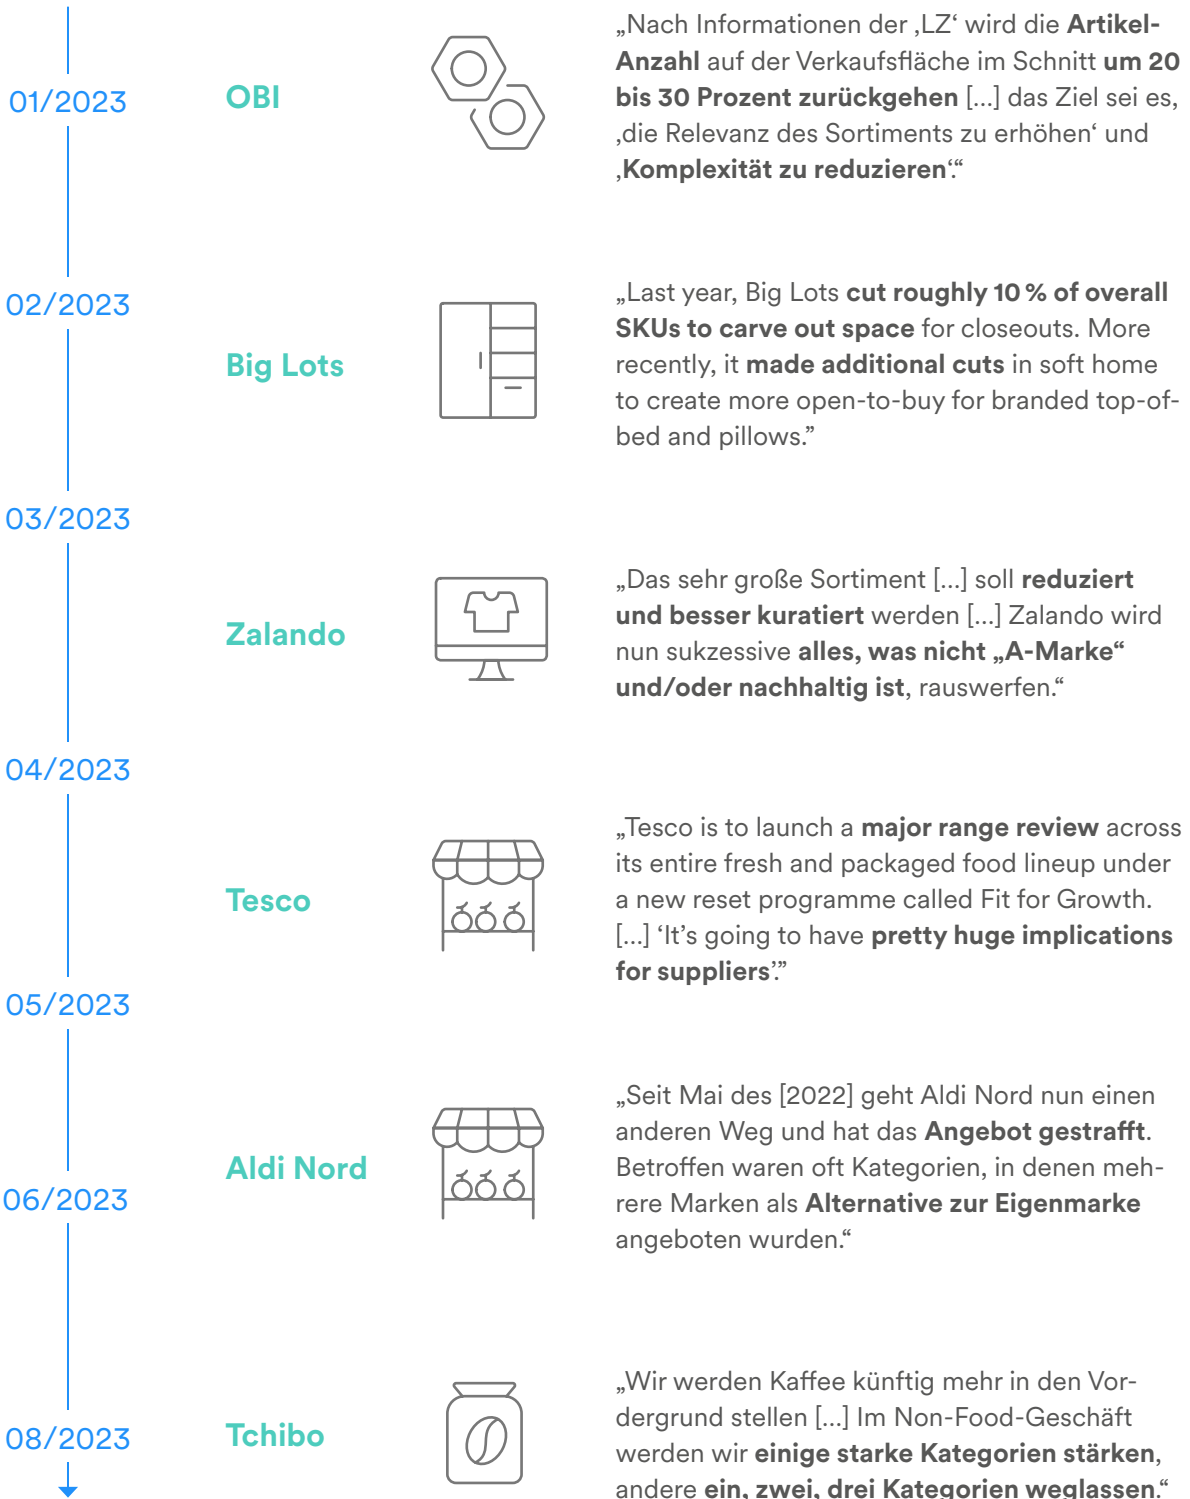 01/2023
OBI
„Nach Informationen der ‚LZ‘ wird die Artikel-
Anzahl auf der Verkaufsfläche im Schnitt um 20
bis 30 Prozent zurückgehen [...] das Ziel sei es,
‚die Relevanz des Sortiments zu erhöhen‘ und
‚Komplexität zu reduzieren‘.“
02/2023
Big Lots
„Last year, Big Lots cut roughly 10 % of overall
SKUs to carve out space for closeouts. More
recently, it made additional cuts in soft home
to create more open-to-buy for branded top-of-
bed and pillows.”
03/2023
Zalando
„Das sehr große Sortiment [...] soll reduziert
und besser kuratiert werden [...] Zalando wird
nun sukzessive alles, was nicht „A-Marke“
und/oder nachhaltig ist, rauswerfen.“
04/2023
Tesco
„Tesco is to launch a major range review across
its entire fresh and packaged food lineup under
a new reset programme called Fit for Growth.
[...] ‘It’s going to have pretty huge implications
for suppliers’.”
05/2023
Aldi Nord
„Seit Mai des [2022] geht Aldi Nord nun einen
anderen Weg und hat das Angebot gestrafft.
Betroffen waren oft Kategorien, in denen meh-
rere Marken als Alternative zur Eigenmarke
angeboten wurden.“
06/2023
08/2023
Tchibo
„Wir werden Kaffee künftig mehr in den Vor-
dergrund stellen [...] Im Non-Food-Geschäft
werden wir einige starke Kategorien stärken,
andere ein, zwei, drei Kategorien weglassen.“